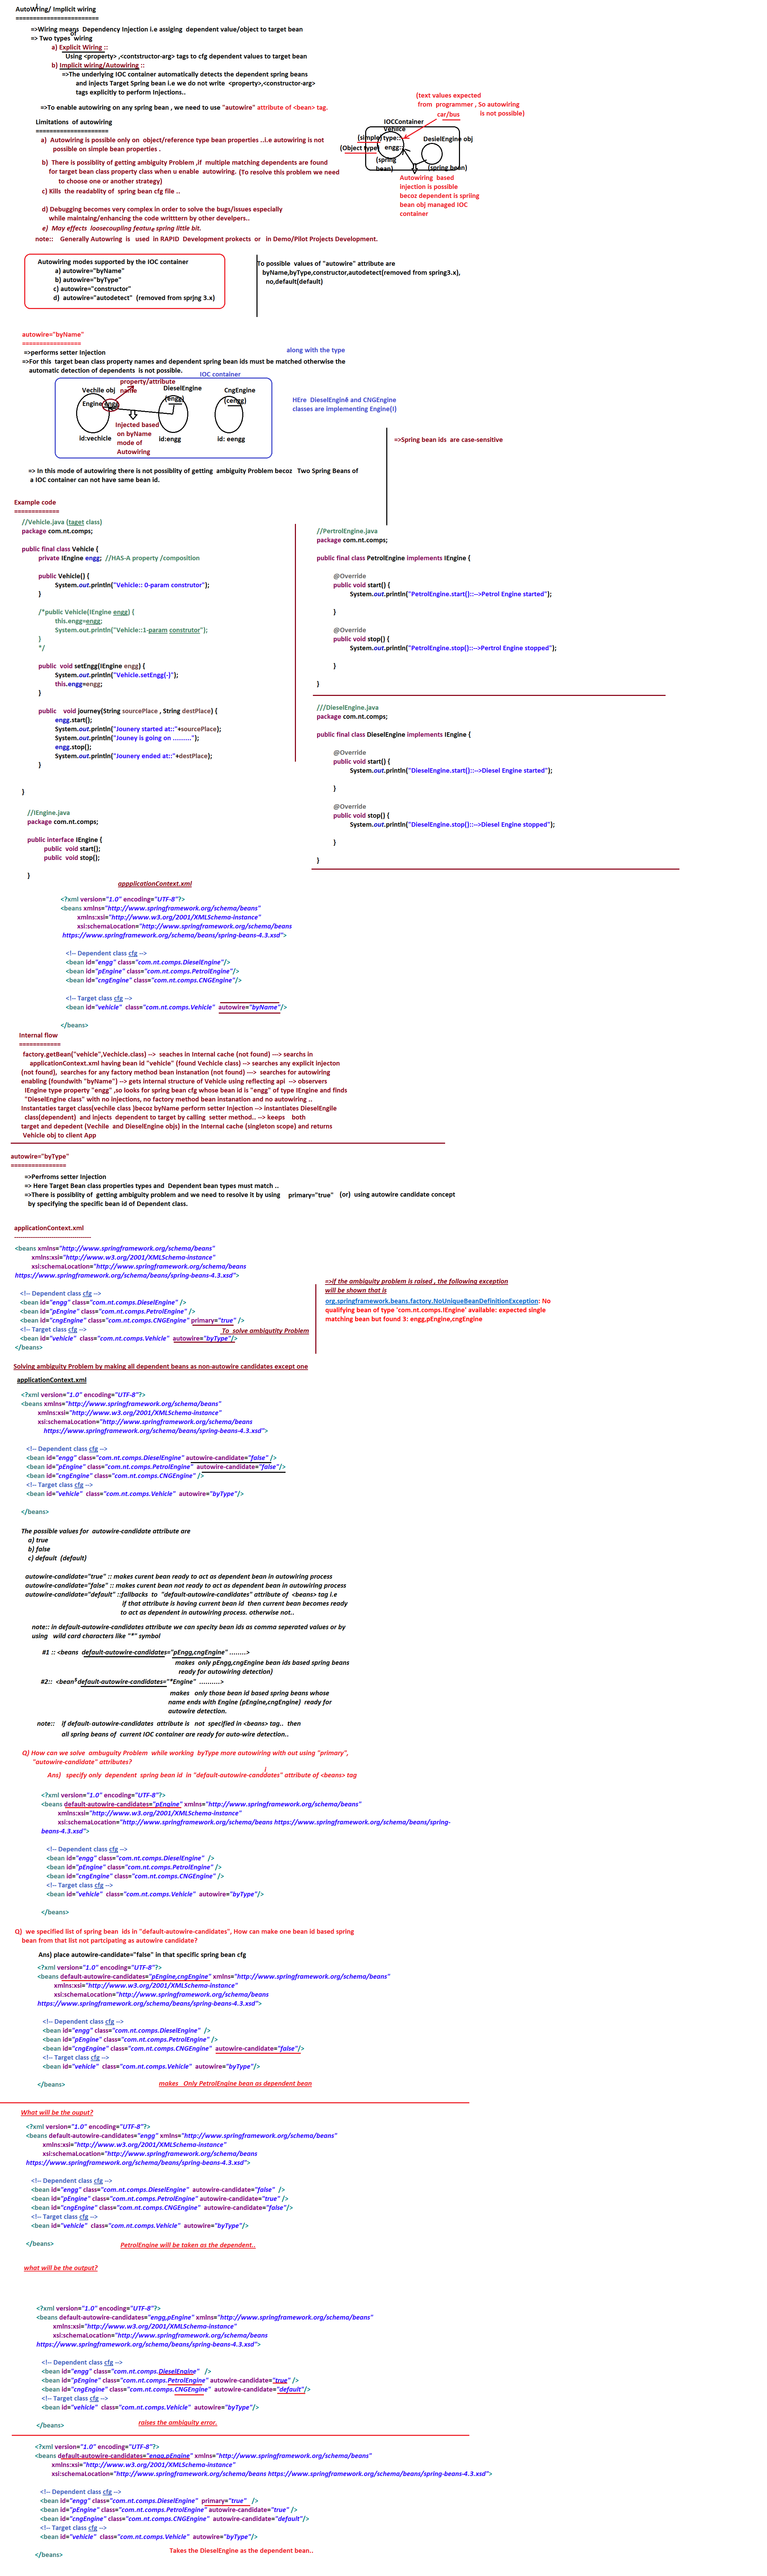 AutoWring/ Implicit wiring
========================
=>Wiring means Dependency Injection i.e assiging dependent value/object to target bean
of
=> Two types wiring
a) Explicit Wiring ::
Using <property> ,<constructor-arg> tags to cfg dependent values to target bean
b) Implicit wiring/Autowiring ::
=>The underlying IOC container automatically detects the dependent spring beans
and injects Target Spring bean i.e we do not write <property>,<constructor-arg>
tags explicitly to perform Injections..
=>To enable autowiring on any spring bean , we need to use "autowire" attribute of <bean> tag.
(text values expected
from programmer , So autowiring
is not possible)
car/bus
IOCContainer
Vehilce
(simple) type::
(Object type) engg::
(spring
bean)
DesielEngine obj
(spring bean)
Autowiring based
injection is possible
becoz dependent is spriing
bean obj managed IOC
container
Limitations of autowiring
=====================
a) Autowiring is possible only on object/reference type bean properties ..i.e autowiring is not
possible on simple bean properties .
b) There is possiblity of getting ambiguity Problem ,if multiple matching dependents are found
for target bean class property class when u enable autowiring. (To resolve this problem we need
to choose one or another strategy)
c) Kills the readablity of spring bean cfg file ..
d) Debugging becomes very complex in order to solve the bugs/issues especially
while maintaing/enhancing the code writttern by other develpers..
e) May effects loosecoupling featue spring little bit.
note:: Generally Autowring is used in RAPID Development prokects or in Demo/Pilot Projects Development.
Autowiring modes supported by the IOC container
a) autowire="byName"
b) autowire="byType"
c) autowire="constructor"
d) autowire="autodetect" (removed from sprjng 3.x)
To possible values of "autowire" attribute are
byName,byType,constructor,autodetect(removed from spring3.x),
no,default(default)
autowire="byName"
=================
=>performs setter Injection
along with the type
=>For this target bean class property names and dependent spring bean ids must be matched otherwise the
automatic detection of dependents is not possible.
IOC container
property/attribute
name
Vechile obj
Engine engg
id:vechicle
DieselEngine
(engg)
id:engg
CngEngine
(cengg)
id: eengg
Injected based
on byName
mode of
Autowiring
HEre DieselEngine and CNGEngine
classes are implementing Engine(I)
=>Spring bean ids are case-sensitive
=> In this mode of autowiring there is not possiblity of getting ambiguity Problem becoz Two Spring Beans of
a IOC container can not have same bean id.
Example code
=============
//Vehicle.java (taget class)
package com.nt.comps;
public final class Vehicle {
private IEngine engg; //HAS-A property /composition
public Vehicle() {
System.out.println("Vehicle:: 0-param construtor");
}
/*public Vehicle(IEngine engg) {
this.engg=engg;
System.out.println("Vehicle::1-param construtor");
}
*/
public void setEngg(IEngine engg) {
System.out.println("Vehicle.setEngg(-)");
this.engg=engg;
}
public void journey(String sourcePlace , String destPlace) {
engg.start();
System.out.println("Jounery started at::"+sourcePlace);
System.out.println("Jouney is going on ..........");
engg.stop();
System.out.println("Jounery ended at::"+destPlace);
}
}
//IEngine.java
package com.nt.comps;
public interface IEngine {
public void start();
public void stop();
}
//PertrolEngine.java
package com.nt.comps;
public final class PetrolEngine implements IEngine {
@Override
public void start() {
System.out.println("PetrolEngine.start()::-->Petrol Engine started");
}
@Override
public void stop() {
System.out.println("PetrolEngine.stop()::-->Pertrol Engine stopped");
}
}
///DieselEngine.java
package com.nt.comps;
public final class DieselEngine implements IEngine {
@Override
public void start() {
System.out.println("DieselEngine.start()::-->Diesel Engine started");
}
@Override
public void stop() {
System.out.println("DieselEngine.stop()::-->Diesel Engine stopped");
}
}
appplicationContext.xml
<?xml version="1.0" encoding="UTF-8"?>
<beans xmlns="http://www.springframework.org/schema/beans"
xmlns:xsi="http://www.w3.org/2001/XMLSchema-instance"
xsi:schemaLocation="http://www.springframework.org/schema/beans
https://www.springframework.org/schema/beans/spring-beans-4.3.xsd">
<!-- Dependent class cfg -->
<bean id="engg" class="com.nt.comps.DieselEngine"/>
<bean id="pEngine" class="com.nt.comps.PetrolEngine"/>
<bean id="cngEngine" class="com.nt.comps.CNGEngine"/>
<!-- Target class cfg -->
<bean id="vehicle" class="com.nt.comps.Vehicle" autowire="byName"/>
</beans>
Internal flow
============
factory.getBean("vehicle",Vechicle.class) --> seaches in Internal cache (not found) ---> searchs in
applicationContext.xml having bean id "vehicle" (found Vechicle class) --> searches any explicit injecton
(not found), searches for any factory method bean instanation (not found) ---> searches for autowiring
enabling (foundwith "byName") --> gets internal structure of Vehicle using reflecting api --> observers
IEngine type property "engg" ,so looks for spring bean cfg whose bean id is "engg" of type IEngine and finds
"DieselEngine class" with no injections, no factory method bean instanation and no autowiring ..
Instantaties target class(vechile class )becoz byName perform setter Injection --> instantiates DieselEngile
class(dependent) and injects dependent to target by calling setter method.. --> keeps both
target and depedent (Vechile and DieselEngine objs) in the Internal cache (singleton scope) and returns
Vehicle obj to client App
autowire="byType"
================
=>Perfroms setter Injection
=> Here Target Bean class properties types and Dependent bean types must match ..
=>There is possiblity of getting ambiguity problem and we need to resolve it by using primary="true" (or) using autowire candidate concept
by specifying the specific bean id of Dependent class.
applicationContext.xml
----------------------------------
<beans xmlns="http://www.springframework.org/schema/beans"
xmlns:xsi="http://www.w3.org/2001/XMLSchema-instance"
xsi:schemaLocation="http://www.springframework.org/schema/beans
https://www.springframework.org/schema/beans/spring-beans-4.3.xsd">
<!-- Dependent class cfg -->
<bean id="engg" class="com.nt.comps.DieselEngine" />
<bean id="pEngine" class="com.nt.comps.PetrolEngine" />
<bean id="cngEngine" class="com.nt.comps.CNGEngine" primary="true" />
<!-- Target class cfg -->
To solve ambigutity Problem
<bean id="vehicle" class="com.nt.comps.Vehicle" autowire="byType"/>
</beans>
=>if the ambiguity problem is raised , the following exception
will be shown that is
org.springframework.beans.factory.NoUniqueBeanDefinitionException: No
qualifying bean of type 'com.nt.comps.IEngine' available: expected single
matching bean but found 3: engg,pEngine,cngEngine
Solving ambiguity Problem by making all dependent beans as non-autowire candidates except one
applicationContext.xml
<?xml version="1.0" encoding="UTF-8"?>
<beans xmlns="http://www.springframework.org/schema/beans"
xmlns:xsi="http://www.w3.org/2001/XMLSchema-instance"
xsi:schemaLocation="http://www.springframework.org/schema/beans
https://www.springframework.org/schema/beans/spring-beans-4.3.xsd">
<!-- Dependent class cfg -->
<bean id="engg" class="com.nt.comps.DieselEngine" autowire-candidate="false" />
<bean id="pEngine" class="com.nt.comps.PetrolEngine" autowire-candidate="false"/>
<bean id="cngEngine" class="com.nt.comps.CNGEngine" />
<!-- Target class cfg -->
<bean id="vehicle" class="com.nt.comps.Vehicle" autowire="byType"/>
</beans>
The possible values for autowire-candidate attribute are
a) true
b) false
c) default (default)
autowire-candidate="true" :: makes curent bean ready to act as dependent bean in autowiring process
autowire-candidate="false" :: makes curent bean not ready to act as dependent bean in autowiring process
autowire-candidate="default" ::fallbacks to "default-autowire-candidates" attribute of <beans> tag i.e
if that attribute is having current bean id then current bean becomes ready
to act as dependent in autowiring process. otherwise not..
note:: in default-autowire-candidates attribute we can specify bean ids as comma seperated values or by
using wild card characters like "*" symbol
#1 :: <beans default-autowire-candidates="pEngg,cngEngine" ........>
makes only pEngg,cngEngine bean ids based spring beans
ready for autowiring detection)
#2:: <beans default-autowire-candidates="*Engine" ..........>
makes only those bean id based spring beans whose
name ends with Engine (pEngine,cngEngine) ready for
autowire detection.
note:: if default-autowire-candidates attribute is not specified in <beans> tag.. then
all spring beans of current IOC container are ready for auto-wire detection..
Q) How can we solve ambuguity Problem while working byType more autowiring with out using "primary",
"autowire-candidate" attributes?
Ans) specify only dependent spring bean id in "default-autowire-canddates" attribute of <beans> tag
<?xml version="1.0" encoding="UTF-8"?>
<beans default-autowire-candidates="pEngine" xmlns="http://www.springframework.org/schema/beans"
xmlns:xsi="http://www.w3.org/2001/XMLSchema-instance"
xsi:schemaLocation="http://www.springframework.org/schema/beans https://www.springframework.org/schema/beans/spring-
beans-4.3.xsd">
<!-- Dependent class cfg -->
<bean id="engg" class="com.nt.comps.DieselEngine" />
<bean id="pEngine" class="com.nt.comps.PetrolEngine" />
<bean id="cngEngine" class="com.nt.comps.CNGEngine" />
<!-- Target class cfg -->
<bean id="vehicle" class="com.nt.comps.Vehicle" autowire="byType"/>
</beans>
Q) we specified list of spring bean ids in "default-autowire-candidates", How can make one bean id based spring
bean from that list not partcipating as autowire candidate?
Ans) place autowire-candidate="false" in that specific spring bean cfg
<?xml version="1.0" encoding="UTF-8"?>
<beans default-autowire-candidates="pEngine,cngEngine" xmlns="http://www.springframework.org/schema/beans"
xmlns:xsi="http://www.w3.org/2001/XMLSchema-instance"
xsi:schemaLocation="http://www.springframework.org/schema/beans
https://www.springframework.org/schema/beans/spring-beans-4.3.xsd">
<!-- Dependent class cfg -->
<bean id="engg" class="com.nt.comps.DieselEngine" />
<bean id="pEngine" class="com.nt.comps.PetrolEngine" />
<bean id="cngEngine" class="com.nt.comps.CNGEngine" autowire-candidate="false"/>
<!-- Target class cfg -->
<bean id="vehicle" class="com.nt.comps.Vehicle" autowire="byType"/>
</beans>
makes Only PetrolEngine bean as dependent bean
What will be the ouput?
<?xml version="1.0" encoding="UTF-8"?>
<beans default-autowire-candidates="engg" xmlns="http://www.springframework.org/schema/beans"
xmlns:xsi="http://www.w3.org/2001/XMLSchema-instance"
xsi:schemaLocation="http://www.springframework.org/schema/beans
https://www.springframework.org/schema/beans/spring-beans-4.3.xsd">
<!-- Dependent class cfg -->
<bean id="engg" class="com.nt.comps.DieselEngine" autowire-candidate="false" />
<bean id="pEngine" class="com.nt.comps.PetrolEngine" autowire-candidate="true" />
<bean id="cngEngine" class="com.nt.comps.CNGEngine" autowire-candidate="false"/>
<!-- Target class cfg -->
<bean id="vehicle" class="com.nt.comps.Vehicle" autowire="byType"/>
</beans>
PetrolEngine will be taken as the dependent..
what will be the output?
<?xml version="1.0" encoding="UTF-8"?>
<beans default-autowire-candidates="engg,pEngine" xmlns="http://www.springframework.org/schema/beans"
xmlns:xsi="http://www.w3.org/2001/XMLSchema-instance"
xsi:schemaLocation="http://www.springframework.org/schema/beans
https://www.springframework.org/schema/beans/spring-beans-4.3.xsd">
<!-- Dependent class cfg -->
<bean id="engg" class="com.nt.comps.DieselEngine" />
<bean id="pEngine" class="com.nt.comps.PetrolEngine" autowire-candidate="true" />
<bean id="cngEngine" class="com.nt.comps.CNGEngine" autowire-candidate="default"/>
<!-- Target class cfg -->
<bean id="vehicle" class="com.nt.comps.Vehicle" autowire="byType"/>
</beans>
raises the ambiguity error.
<?xml version="1.0" encoding="UTF-8"?>
<beans default-autowire-candidates="engg,pEngine" xmlns="http://www.springframework.org/schema/beans"
xmlns:xsi="http://www.w3.org/2001/XMLSchema-instance"
xsi:schemaLocation="http://www.springframework.org/schema/beans https://www.springframework.org/schema/beans/spring-beans-4.3.xsd">
<!-- Dependent class cfg -->
<bean id="engg" class="com.nt.comps.DieselEngine" primary="true" />
<bean id="pEngine" class="com.nt.comps.PetrolEngine" autowire-candidate="true" />
<bean id="cngEngine" class="com.nt.comps.CNGEngine" autowire-candidate="default"/>
<!-- Target class cfg -->
<bean id="vehicle" class="com.nt.comps.Vehicle" autowire="byType"/>
</beans>
Takes the DieselEngine as the dependent bean..